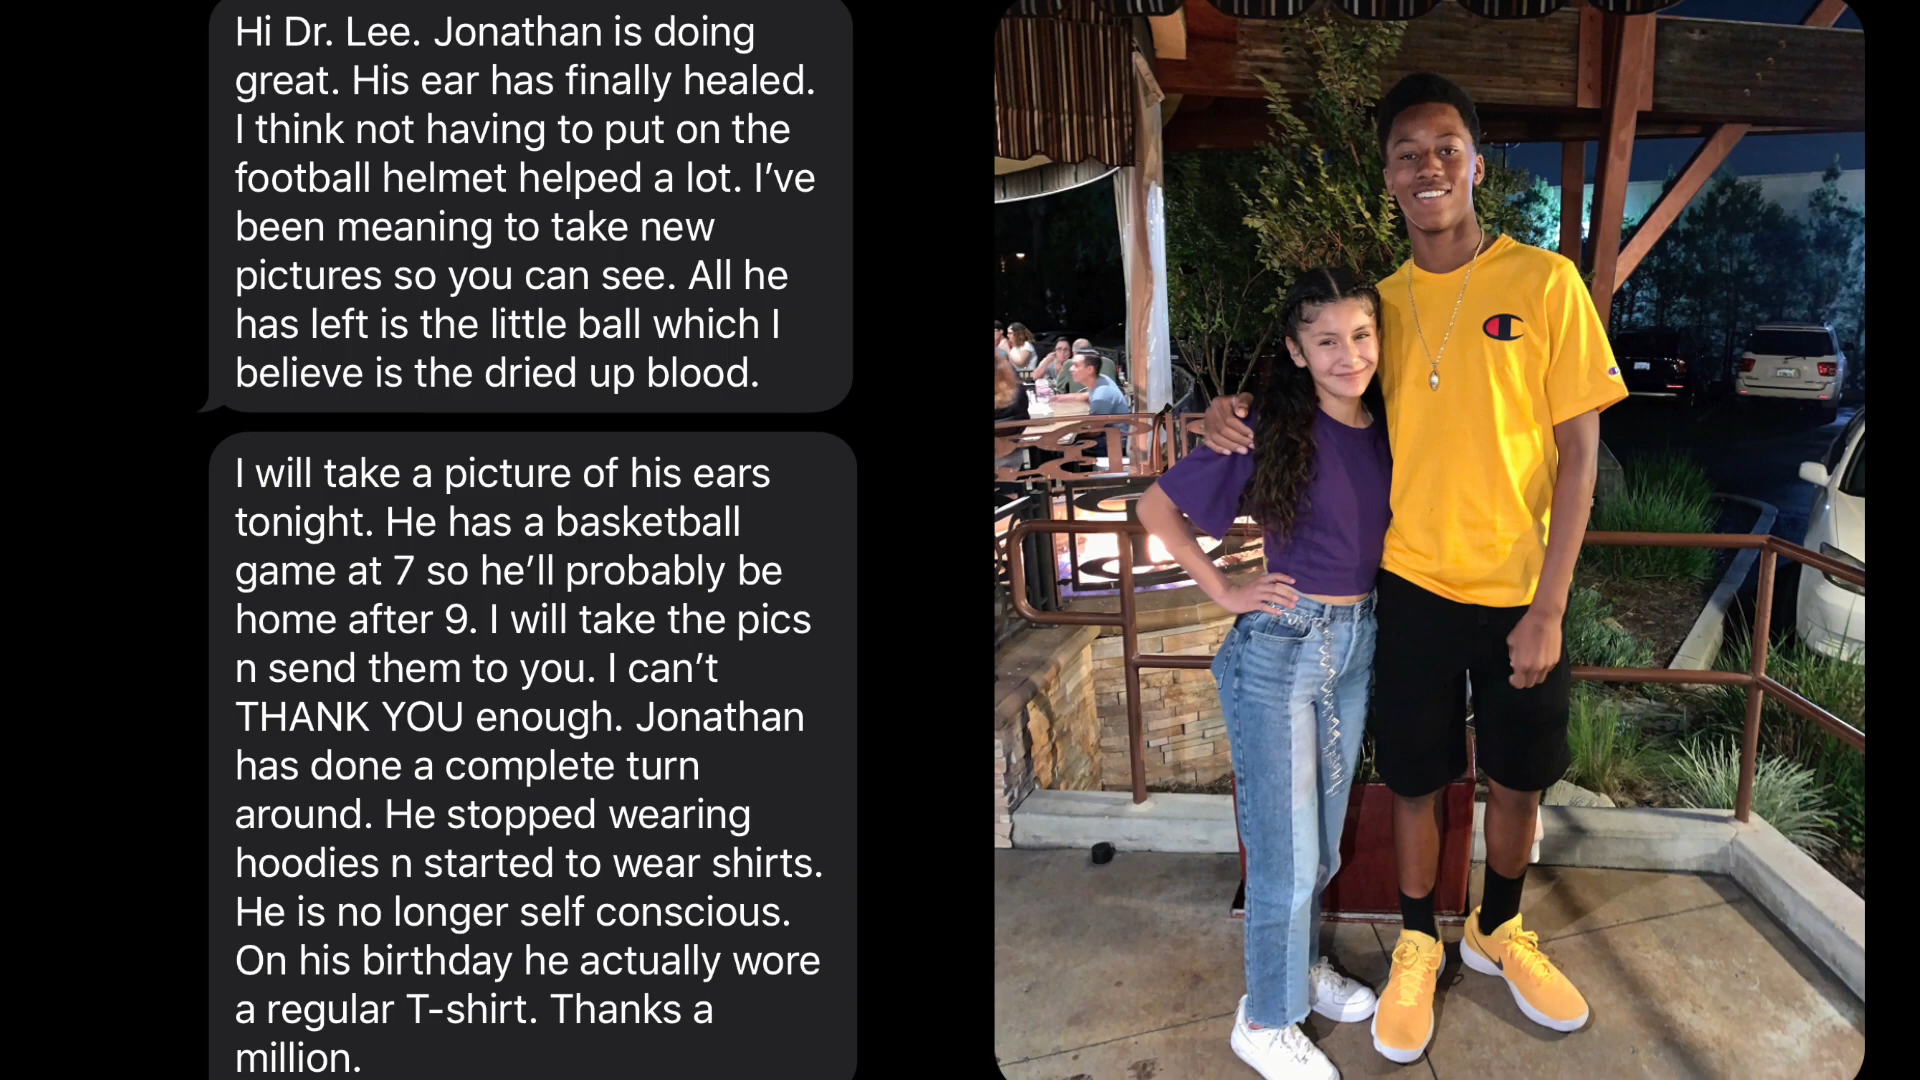 Hi Dr. Lee. Jonathan is doing
great. His ear has finally healed.
I think not having to put on the
football helmet helped a lot. I’ve
been meaning to take new
pictures so you can see. All he
has left is the little ball which I
believe is the dried up blood.
I will take a picture of his ears
tonight. He has a basketball
game at 7 so he’ll probably be
home after 9. I will take the pics
n send them to you. I can’t
THANK YOU enough. Jonathan
has done a complete turn
around. He stopped wearing
hoodies n started to wear shirts.
He is no longer self conscious.
On his birthday he actually wore
a regular T-shirt. Thanks a
million.